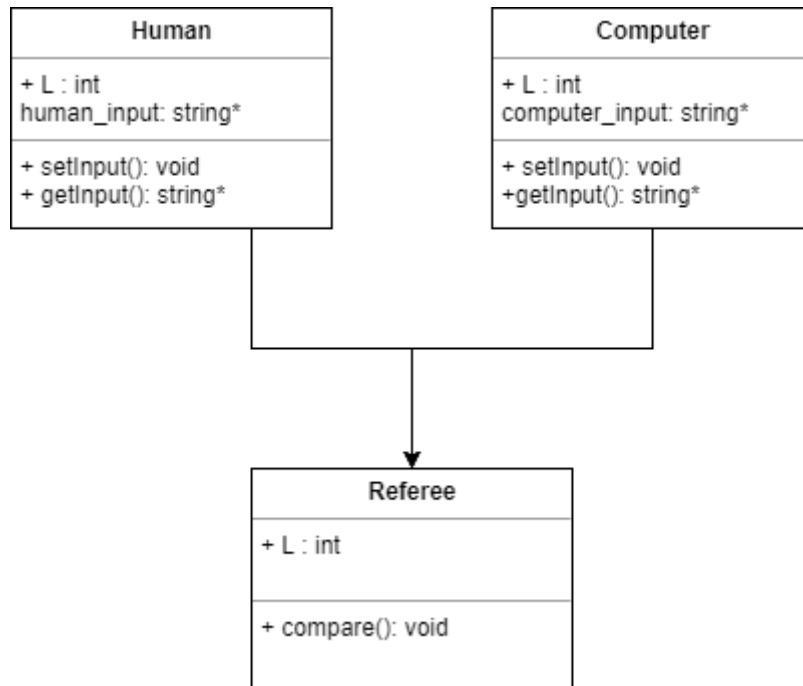 Human
+ L : int
human_input: string*
+ setInput(): void
+ getInput(): string*
Computer
+ L : int
computer_input: string*
+ setInput(): void
+getInput(): string*
Referee
+ L : int
+ compare(): void